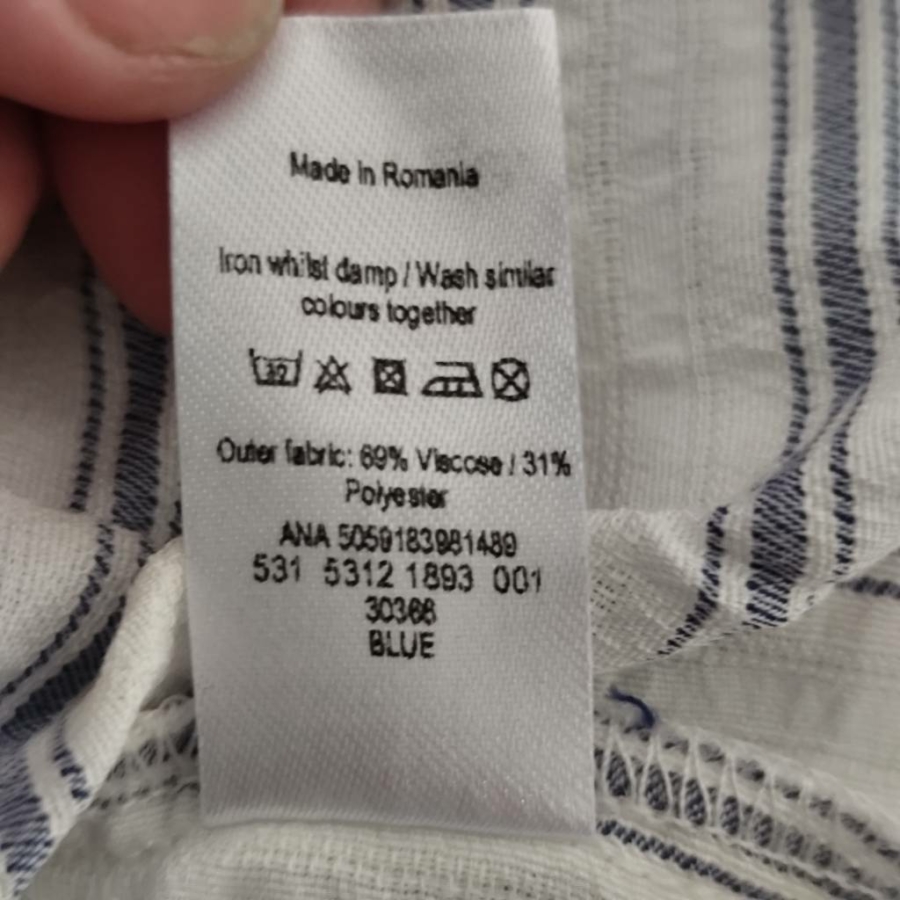 Made in Romania
Iron whilst damp / Wash similar
colours together
30
Outer fabric: 69% Viscose / 31%
Polyester
ANA 5059183981489
531 5312 1893 001
30368
BLUE